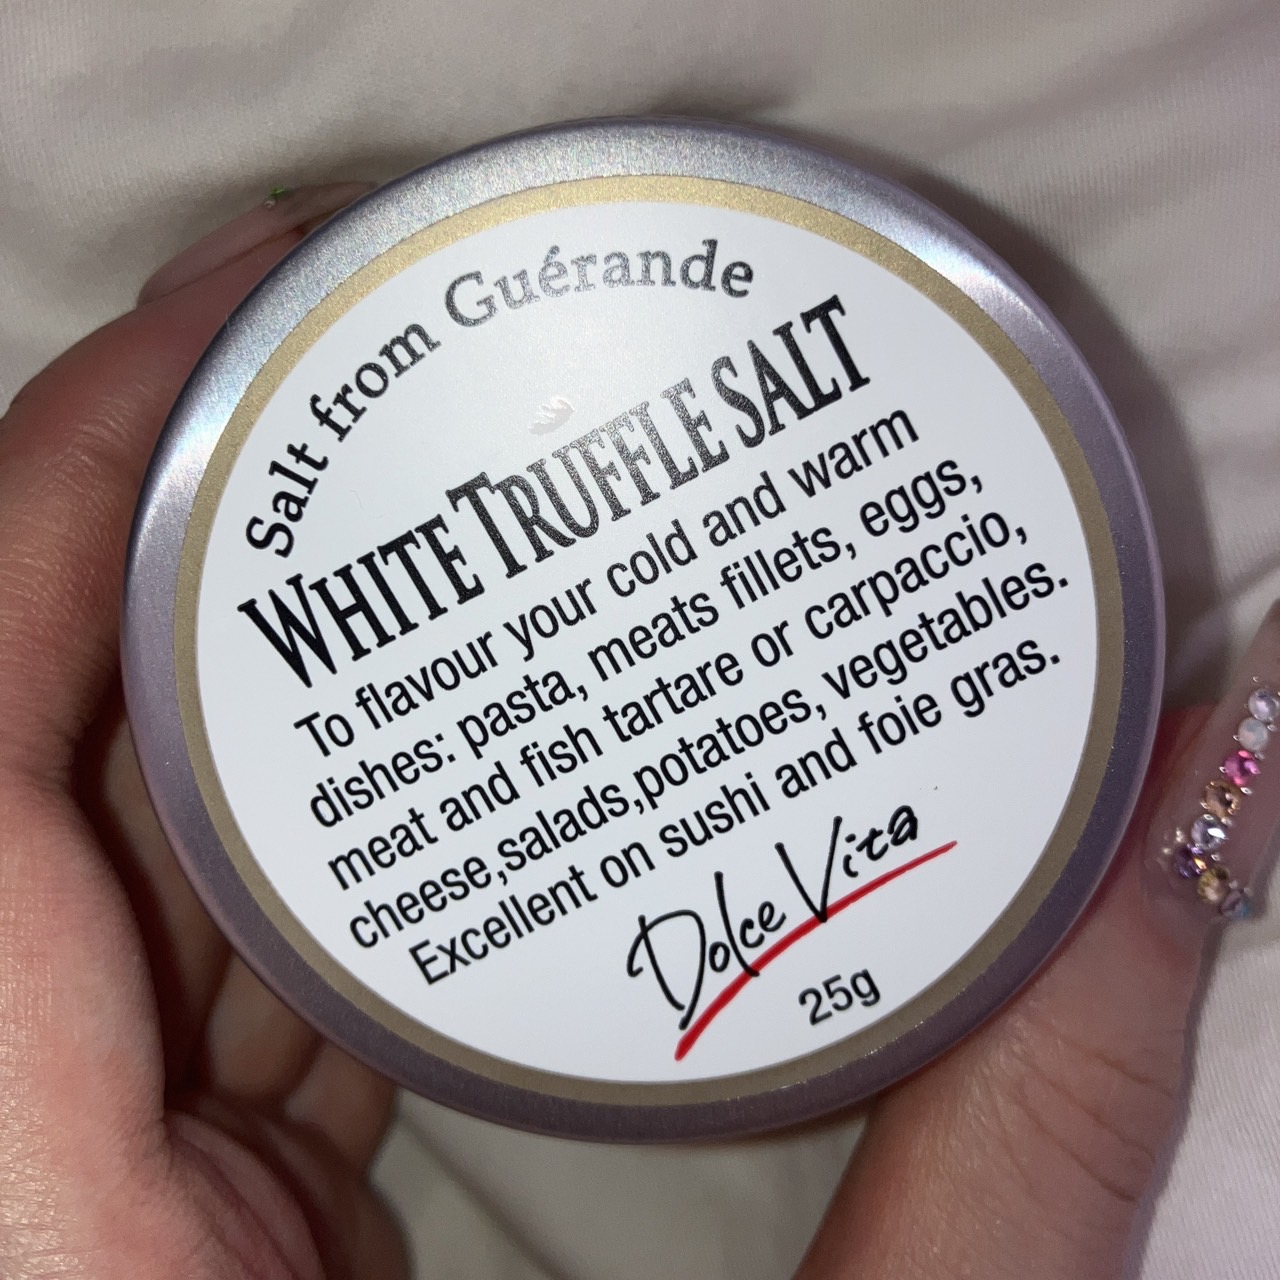 Salt from Guérande
WHITE TRUFFLE SALT
To flavour your cold and warm
dishes: pasta, meats fillets, eggs,
meat and fish tartare or carpaccio,
cheese,salads,potatoes, vegetables.
Excellent on sushi and foie gras.
Dolce Vita
25g